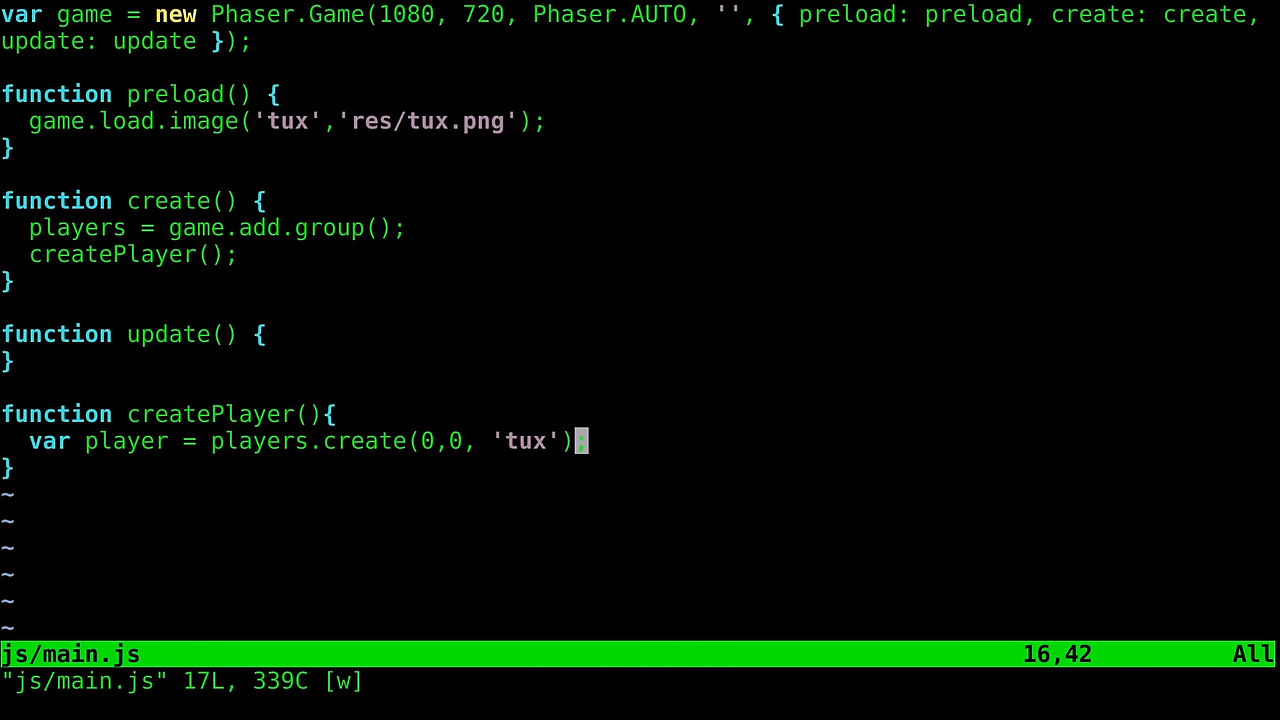 var game = new Phaser.Game(1080, 720, Phaser.AUTO, '', { preload: preload, create: create,
update: update });

function preload() {
  game.load.image('tux','res/tux.png');
}

function create() {
  players = game.add.group();
  createPlayer();
}

function update() {
}

function createPlayer(){
  var player = players.create(0,0, 'tux');
}
~
~
~
~
~
~
js/main.js 16,42 All
"js/main.js" 17L, 339C [w]